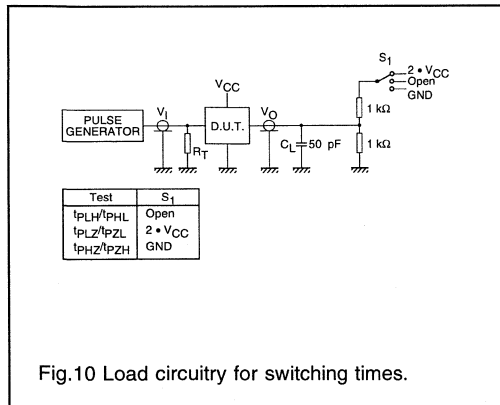 S1
2 • VCC
Open
GND
VCC
VI
VO
PULSE
GENERATOR
D.U.T.
RT
CL
50 pF
1 kΩ
1 kΩ
Test S1
tPLH/tPHL Open
tPLZ/tPZL 2 • VCC
tPHZ/tPZH GND
Fig.10 Load circuitry for switching times.